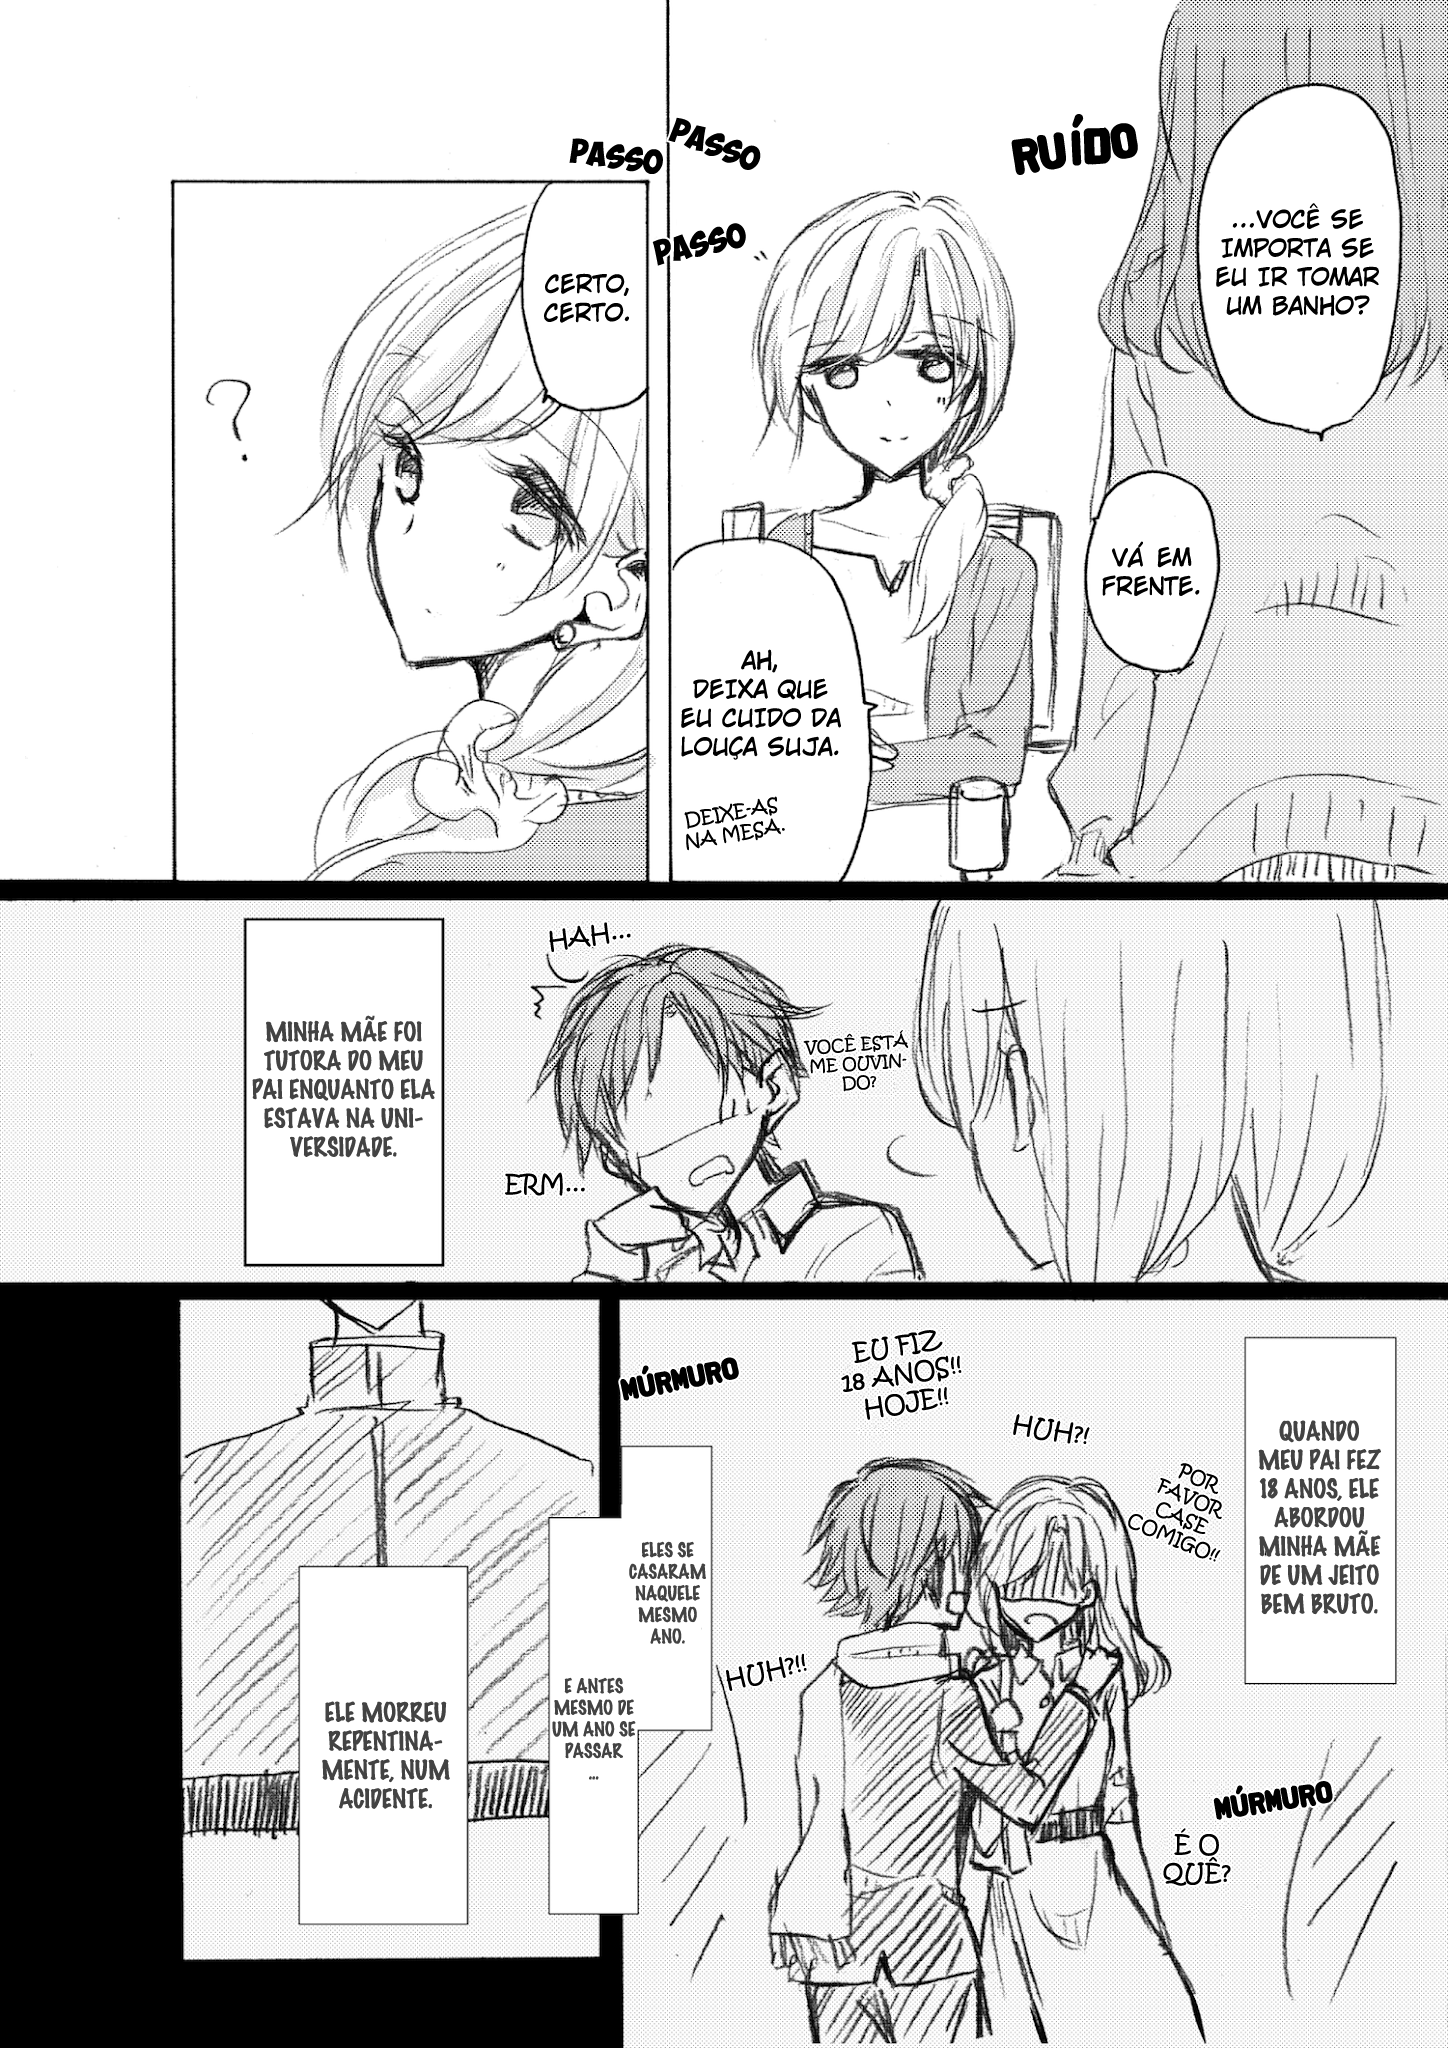 RUÍDO
...VOCÊ SE
IMPORTA SE
EU IR TOMAR
UM BANHO?
VÁ EM
FRENTE.
AH,
DEIXA QUE
EU CUIDO DA
LOUÇA SUJA.
DEIXE-AS
NA MESA.
PASSO
PASSO
PASSO
CERTO,
CERTO.
?
VOCÊ ESTÁ
ME OUVIN-
DO?
HAH...
ERM...
MINHA MÃE FOI
TUTORA DO MEU
PAI ENQUANTO ELA
ESTAVA NA UNI-
VERSIDADE.
QUANDO
MEU PAI FEZ
18 ANOS, ELE
ABORDOU
MINHA MÃE
DE UM JEITO
BEM BRUTO.
EU FIZ
18 ANOS!!
HOJE!!
HUH?!
POR
FAVOR
CASE
COMIGO!!
MÚRMURO
HUH?!!
MÚRMURO
É O
QUÊ?
ELES SE
CASARAM
NAQUELE
MESMO
ANO.
E ANTES
MESMO DE
UM ANO SE
PASSAR
...
ELE MORREU
REPENTINA-
MENTE, NUM
ACIDENTE.